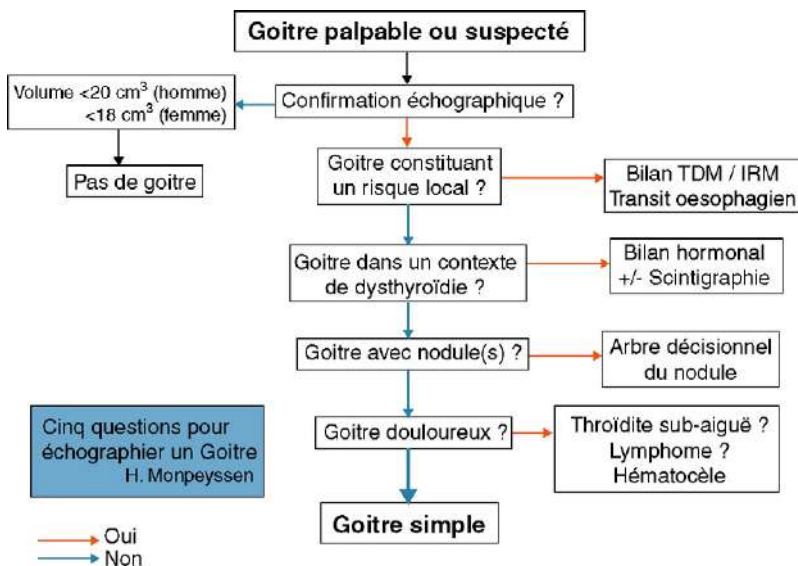 Goitre palpable ou suspecté
Volume <20 cm³ (homme)
<18 cm³ (femme)
Confirmation échographique ?
Pas de goitre
Goitre constituant
un risque local ?
Bilan TDM / IRM
Transit oesophagien
Goitre dans un contexte
de dysthyroïdie ?
Bilan hormonal
+/- Scintigraphie
Goitre avec nodule(s) ?
Arbre décisionnel
du nodule
Cinq questions pour
échographier un Goitre
H. Monpeyssen
Goitre douloureux ?
Throïdite sub-aiguë ?
Lymphome ?
Hématocèle
Goitre simple
Oui
Non